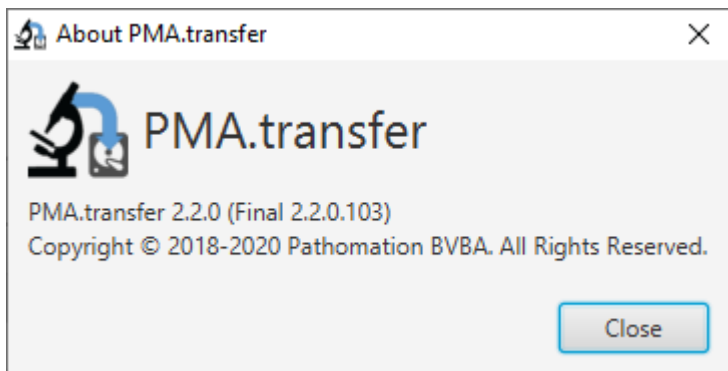 About PMA.transfer
PMA.transfer
PMA.transfer 2.2.0 (Final 2.2.0.103)
Copyright © 2018-2020 Pathomation BVBA. All Rights Reserved.
Close